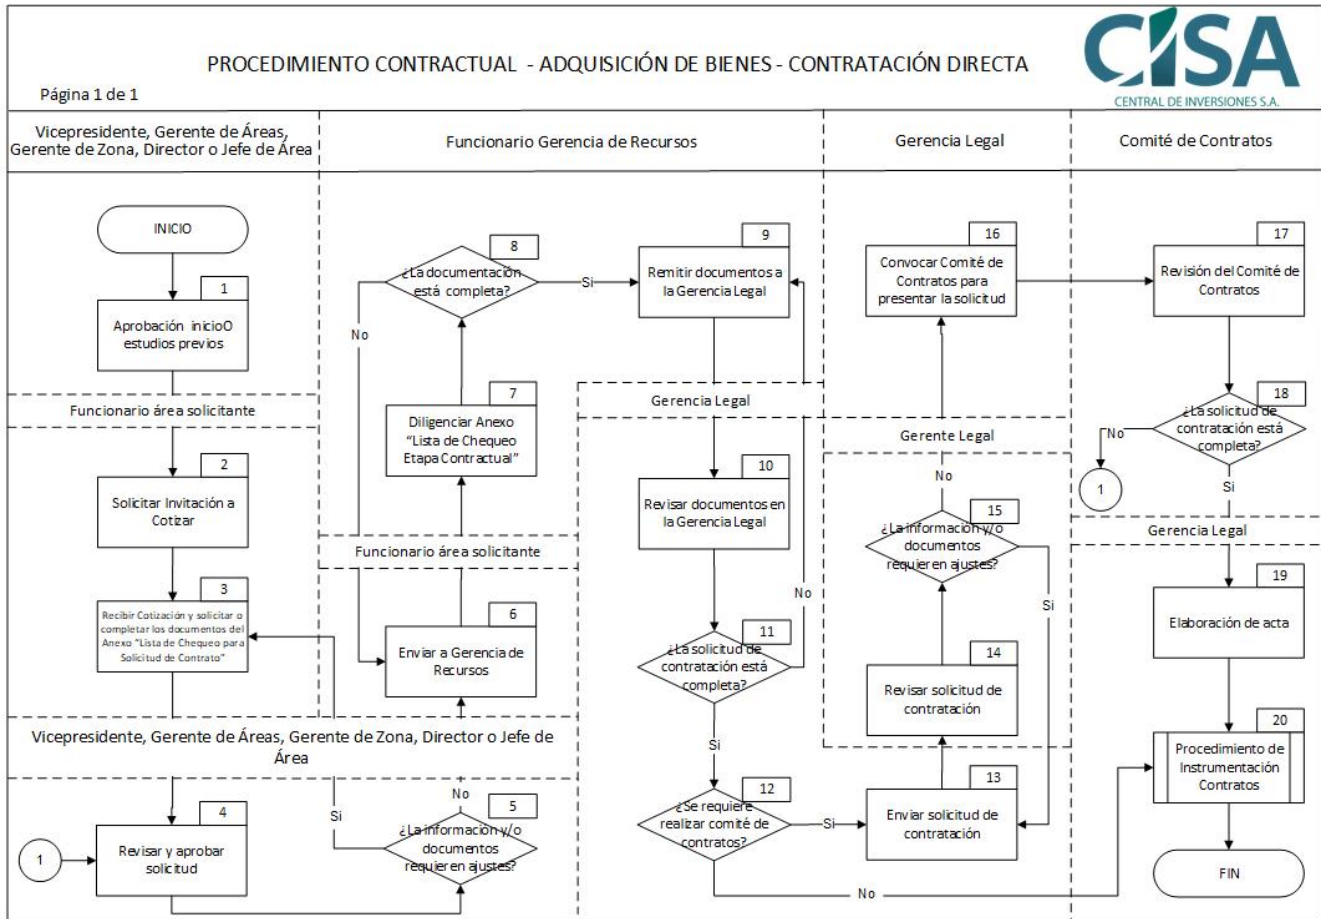 PROCEDIMIENTO CONTRACTUAL - ADQUISICIÓN DE BIENES - CONTRATACIÓN DIRECTA
Página 1 de 1
CISA
CENTRAL DE INVERSIONES S.A.
Vicepresidente, Gerente de Áreas,
Gerente de Zona, Director o Jefe de Área
Funcionario Gerencia de Recursos
Gerencia Legal
Comité de Contratos
INICIO
1
Aprobación inicioO
estudios previos
Funcionario área solicitante
2
Solicitar Invitación a
Cotizar
3
Recibir Cotización y solicitar o
completar los documentos del
Anexo "Lista de Chequeo para
Solicitud de Contrato"
Vicepresidente, Gerente de Áreas, Gerente de Zona, Director o Jefe de
Área
4
Revisar y aprobar
solicitud
1
5
¿La información y/o
documentos
requieren ajustes?
Si
No
Funcionario área solicitante
6
Enviar a Gerencia de
Recursos
7
Diligenciar Anexo
"Lista de Chequeo
Etapa Contractual"
8
¿La documentación
está completa?
No
Si
9
Remitir documentos a
la Gerencia Legal
Gerencia Legal
10
Revisar documentos en
la Gerencia Legal
11
¿La solicitud de
contratación está
completa?
No
Si
12
¿Se requiere
realizar comité de
contratos?
Si
No
13
Enviar solicitud de
contratación
14
Revisar solicitud de
contratación
15
¿La información y/o
documentos
requieren ajustes?
Si
No
Gerente Legal
16
Convocar Comité de
Contratos para
presentar la solicitud
17
Revisión del Comité de
Contratos
18
¿La solicitud de
contratación está
completa?
No
1
Si
Gerencia Legal
19
Elaboración de acta
20
Procedimiento de
Instrumentación
Contratos
FIN